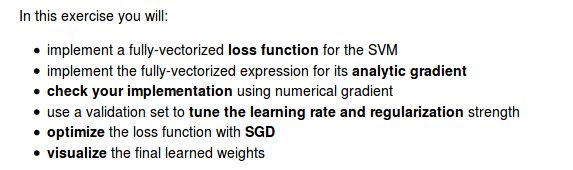 In this exercise you will:
• implement a fully-vectorized loss function for the SVM
• implement the fully-vectorized expression for its analytic gradient
• check your implementation using numerical gradient
• use a validation set to tune the learning rate and regularization strength
• optimize the loss function with SGD
• visualize the final learned weights